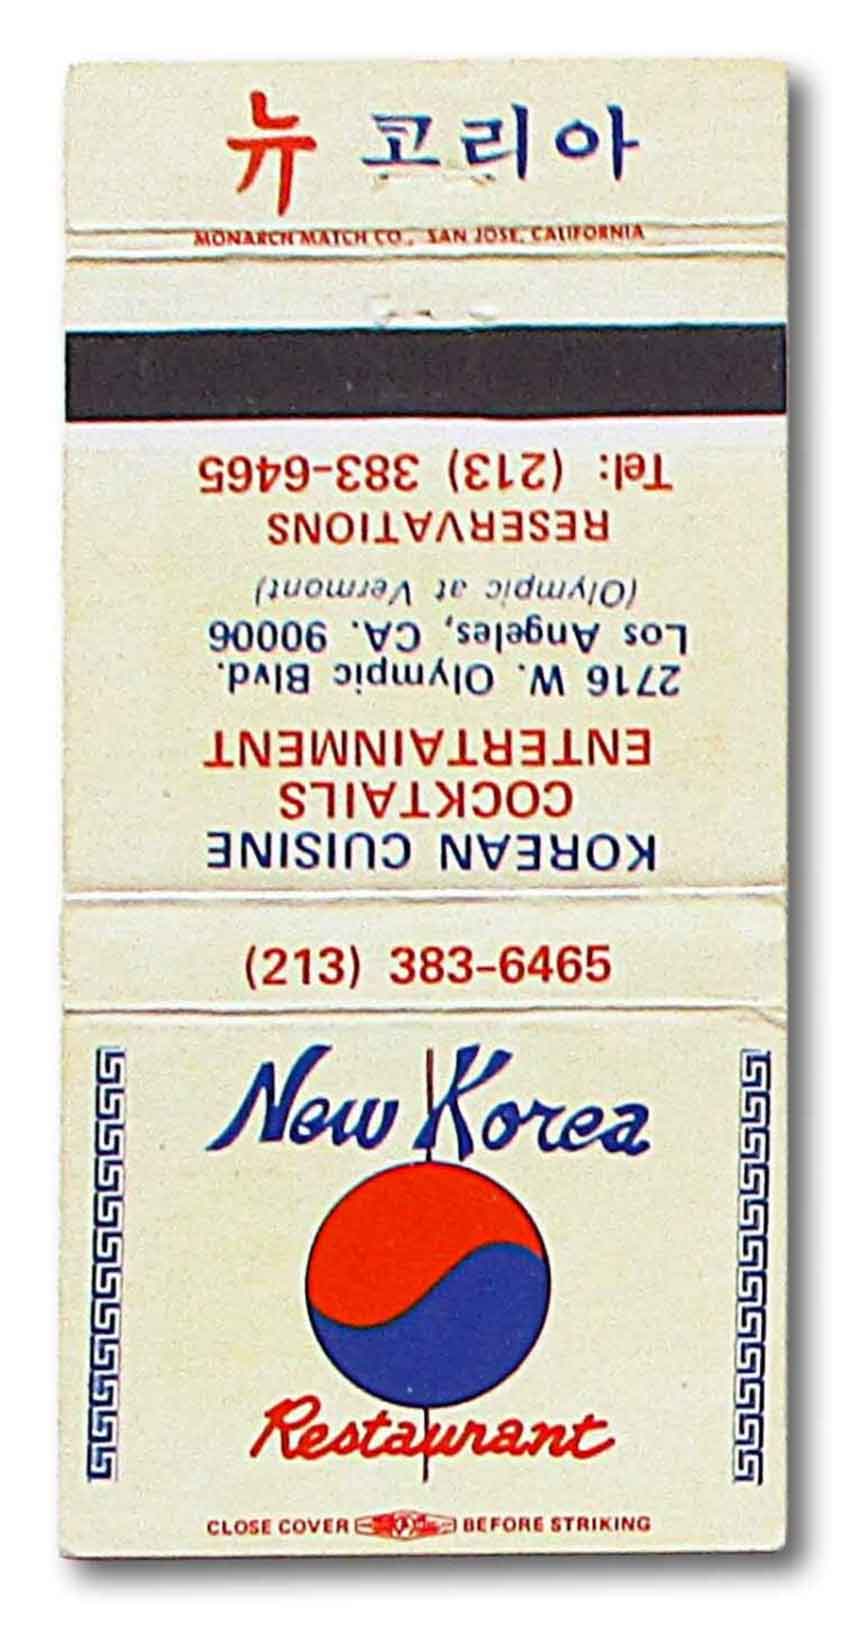 뉴 코리아
MONARCH MATCH CO., SAN JOSE, CALIFORNIA
KOREAN CUISINE
COCKTAILS
ENTERTAINMENT
2716 W. Olympic Blvd.
Los Angeles, CA. 90006
(Olympic at Vermont)
RESERVATIONS
Tel: (213) 383-6465
(213) 383-6465
New Korea
Restaurant
CLOSE COVER BEFORE STRIKING